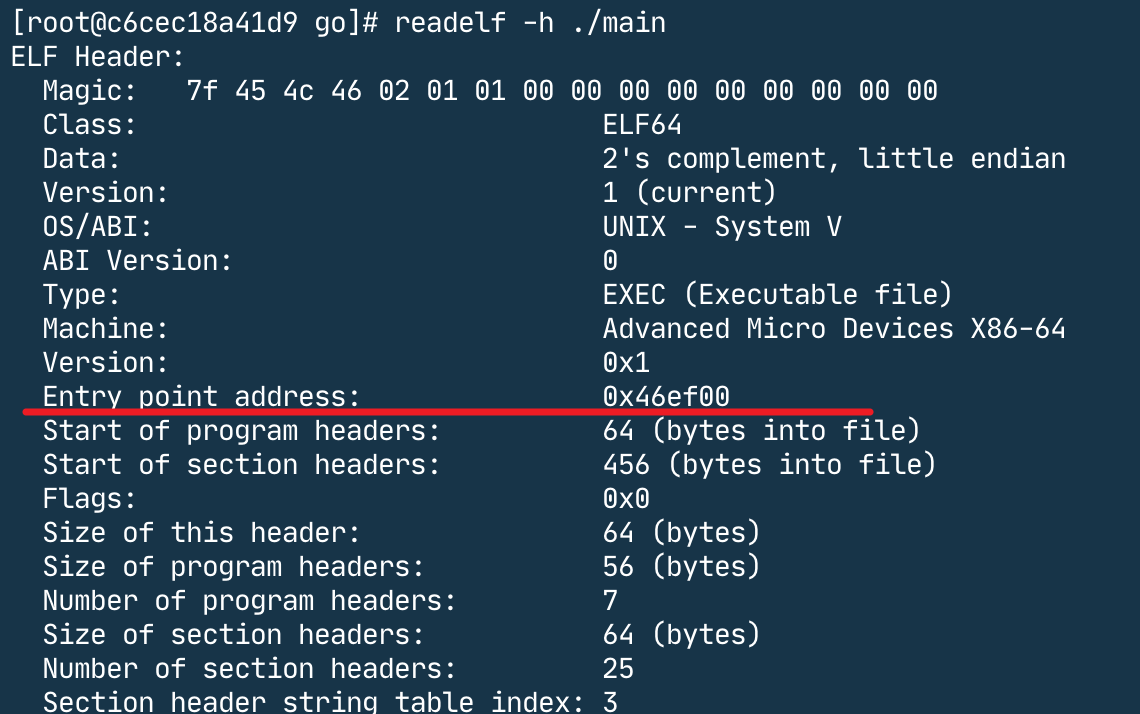 [root@c6cec18a41d9 go]# readelf -h ./main
ELF Header:
  Magic:   7f 45 4c 46 02 01 01 00 00 00 00 00 00 00 00 00
  Class:                             ELF64
  Data:                              2's complement, little endian
  Version:                           1 (current)
  OS/ABI:                            UNIX - System V
  ABI Version:                       0
  Type:                              EXEC (Executable file)
  Machine:                           Advanced Micro Devices X86-64
  Version:                           0x1
  Entry point address:               0x46ef00
  Start of program headers:          64 (bytes into file)
  Start of section headers:          456 (bytes into file)
  Flags:                             0x0
  Size of this header:               64 (bytes)
  Size of program headers:           56 (bytes)
  Number of program headers:         7
  Size of section headers:           64 (bytes)
  Number of section headers:         25
  Section header string table index: 3